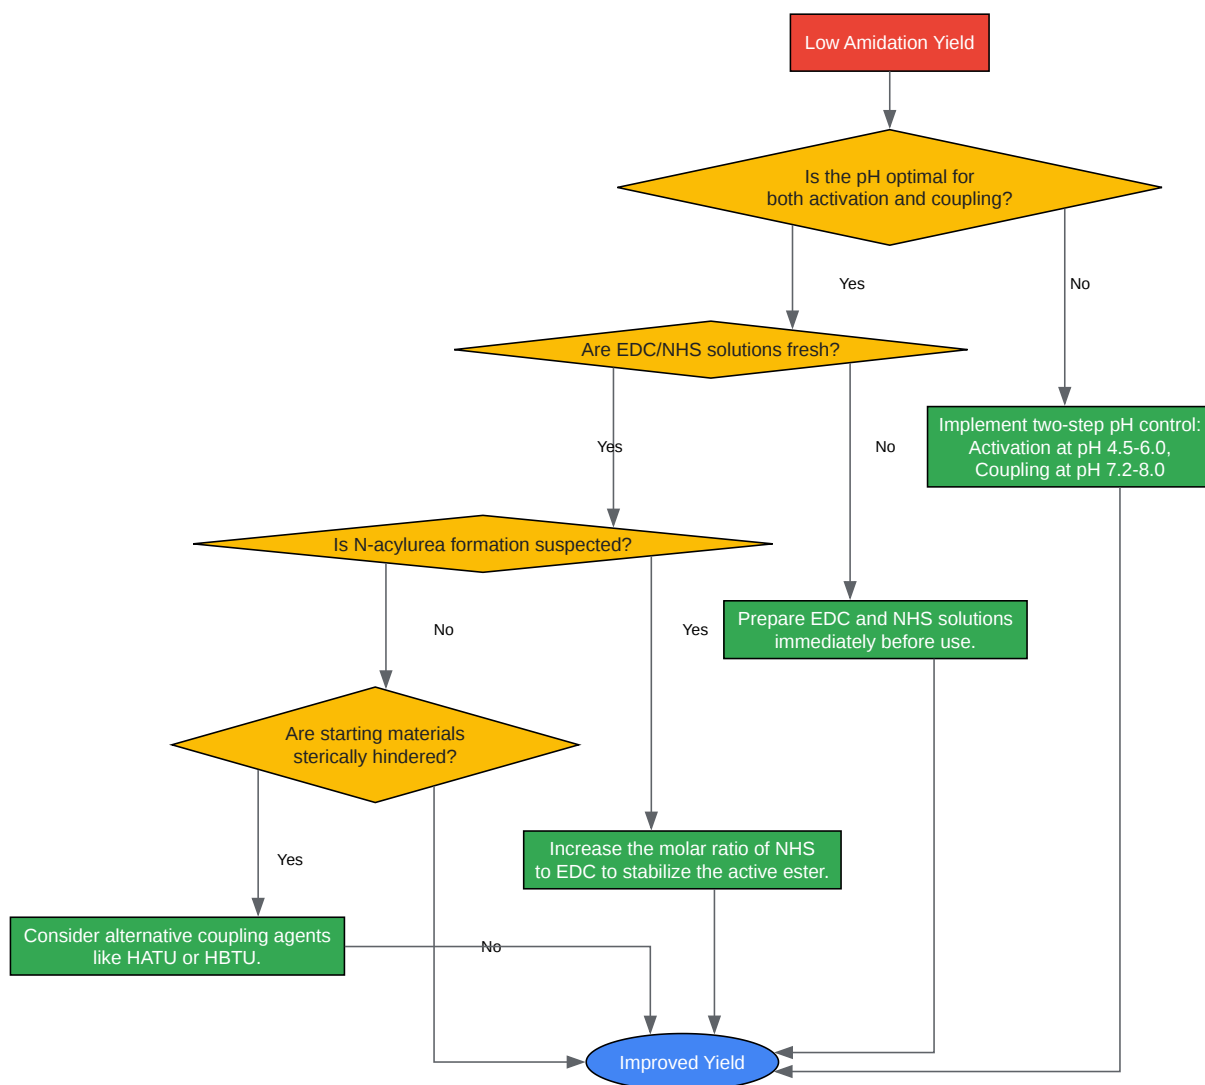 Low Amidation Yield
Is the pH optimal for
both activation and coupling?
Yes
No
Are EDC/NHS solutions fresh?
Implement two-step pH control:
Activation at pH 4.5-6.0,
Coupling at pH 7.2-8.0
Yes
No
Is N-acylurea formation suspected?
Prepare EDC and NHS solutions
immediately before use.
No
Yes
Are starting materials
sterically hindered?
Increase the molar ratio of NHS
to EDC to stabilize the active ester.
Yes
Consider alternative coupling agents
like HATU or HBTU.
No
Improved Yield